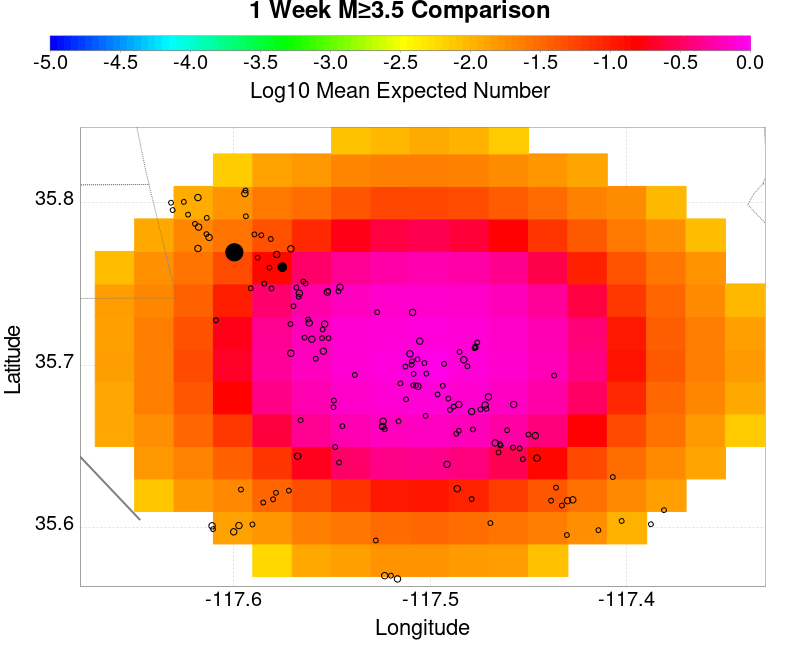 1 Week M≥3.5 Comparison
-5.0 -4.5 -4.0 -3.5 -3.0 -2.5 -2.0 -1.5 -1.0 -0.5 0.0
Log10 Mean Expected Number
35.8
35.7
35.6
Latitude
-117.6 -117.5 -117.4
Longitude